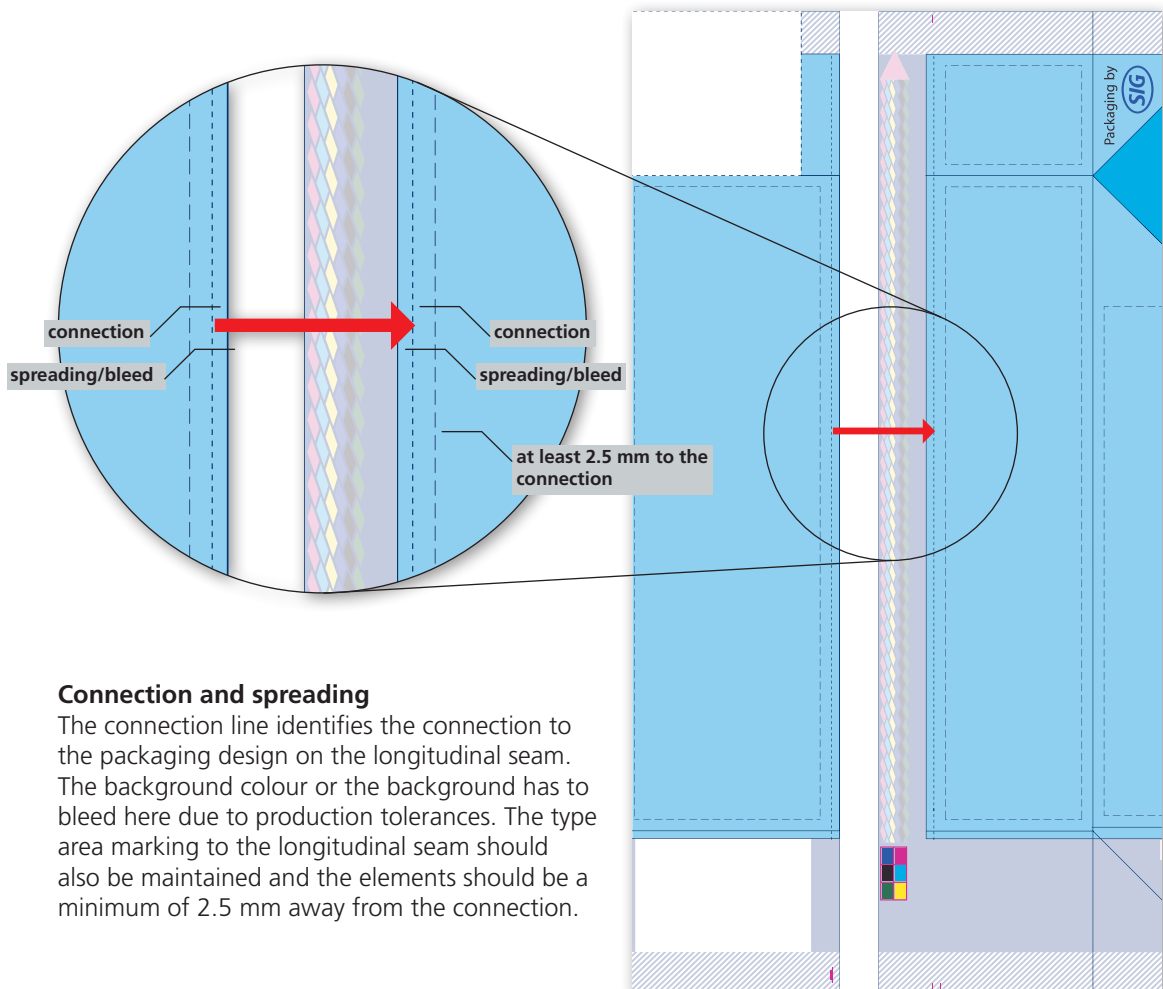 Packaging by
SIG
connection
connection
spreading/bleed
spreading/bleed
at least 2.5 mm to the
connection
Connection and spreading
The connection line identifies the connection to
the packaging design on the longitudinal seam.
The background colour or the background has to
bleed here due to production tolerances. The type
area marking to the longitudinal seam should
also be maintained and the elements should be a
minimum of 2.5 mm away from the connection.